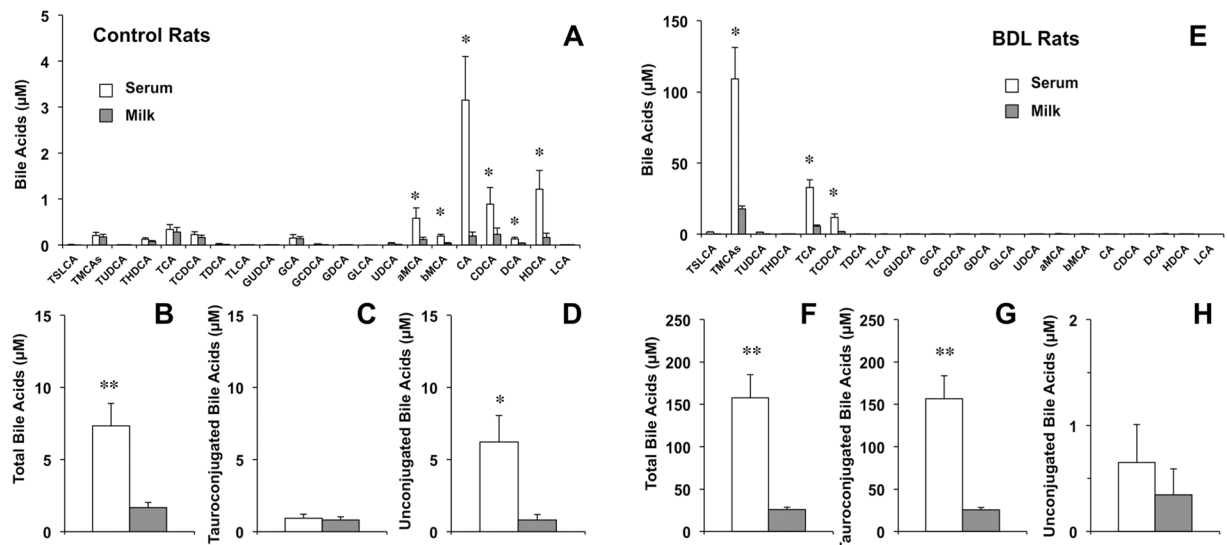 Control Rats
A
Serum
Milk
Bile Acids (µM)
5
4
3
2
1
0
TSLCA TMCAs TUDCA THDCA TCA TCDCA TDCA TLCA GUDCA GCA GCDCA GDCA GLCA UDCA aMCA bMCA CA CDCA DCA HDCA LCA
* * * * * *
BDL Rats
E
Serum
Milk
Bile Acids (µM)
150
100
50
0
TSLCA TMCAs TUDCA THDCA TCA TCDCA TDCA TLCA GUDCA GCA GCDCA GDCA GLCA UDCA aMCA bMCA CA CDCA DCA HDCA LCA
* * *
B
Total Bile Acids (µM)
15
10
5
0
**
C
Tauroconjugated Bile Acids (µM)
15
10
5
0
D
Unconjugated Bile Acids (µM)
15
10
5
0
*
F
Total Bile Acids (µM)
250
200
150
100
50
0
**
G
Tauroconjugated Bile Acids (µM)
250
200
150
100
50
0
**
H
Unconjugated Bile Acids (µM)
2
1
0